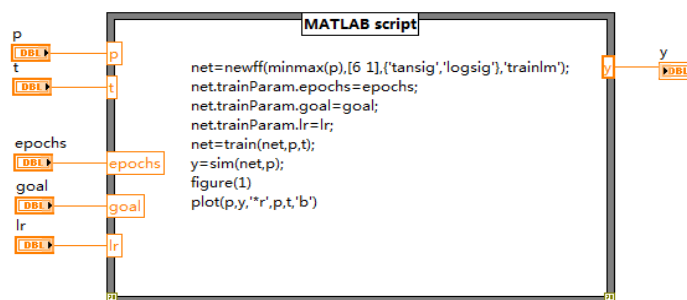 MATLAB script
p
DBL
p
t
DBL
t
epochs
DBL
epochs
goal
DBL
goal
lr
DBL
lr
net=newff(minmax(p),[6 1],{'tansig','logsig'},'trainlm');
net.trainParam.epochs=epochs;
net.trainParam.goal=goal;
net.trainParam.lr=lr;
net=train(net,p,t);
y=sim(net,p);
figure(1)
plot(p,y,'*r',p,t,'b')
y
y
DBL